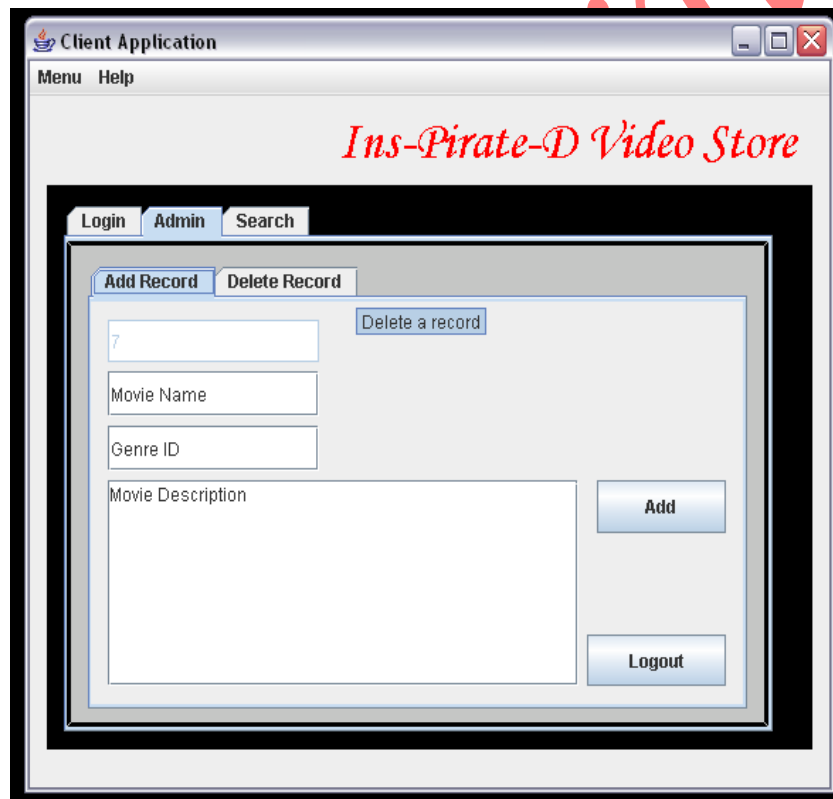 Client Application
Menu Help
Ins-Pirate-D Video Store
Login Admin Search
Add Record Delete Record
Delete a record
7
Movie Name
Genre ID
Movie Description
Add
Logout